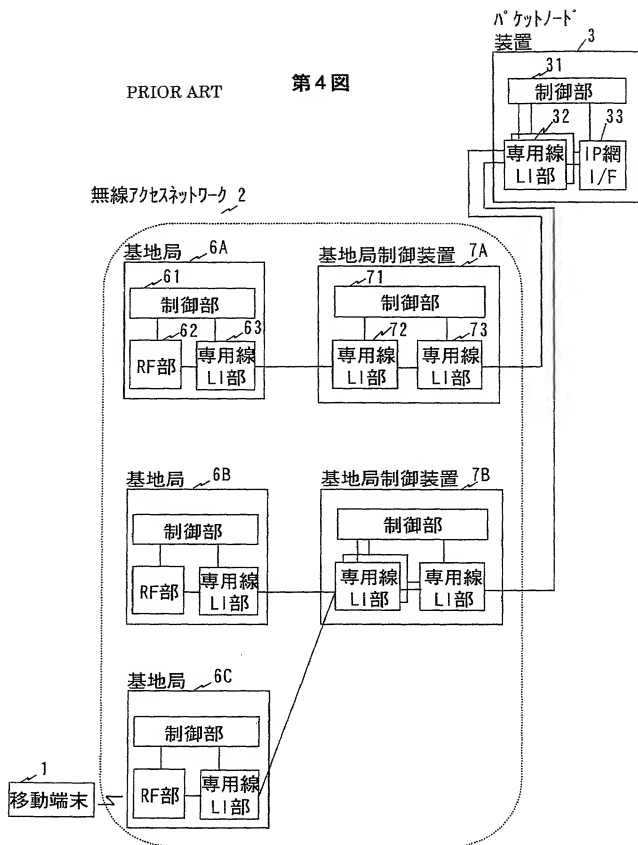 パケットノード
装置
3
PRIOR ART
第4図
31
制御部
32
33
専用線
LI部
IP網
I/F
無線アクセスネットワーク
2
基地局
6A
61
制御部
62
63
RF部
専用線
LI部
基地局制御装置
7A
71
制御部
72
73
専用線
LI部
専用線
LI部
基地局
6B
制御部
RF部
専用線
LI部
基地局制御装置
7B
制御部
専用線
LI部
専用線
LI部
基地局
6C
制御部
RF部
専用線
LI部
1
移動端末